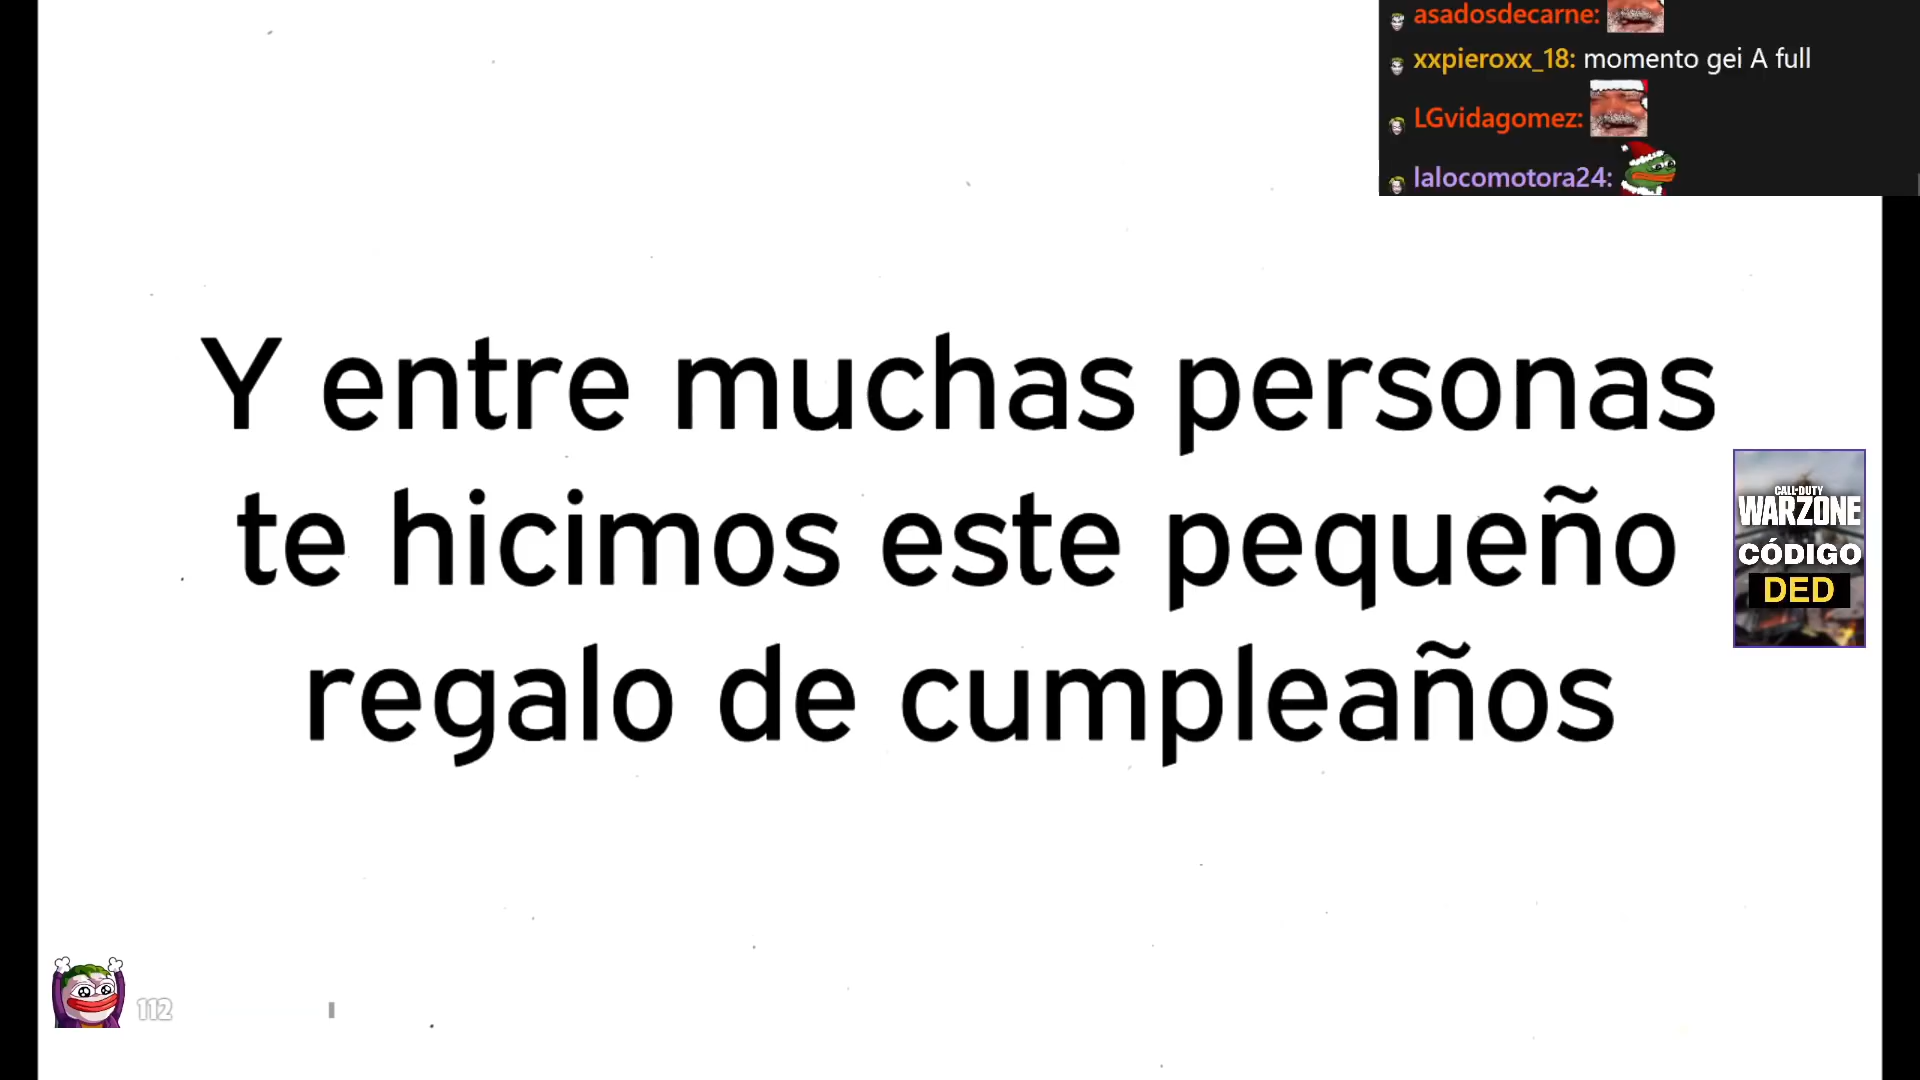 asadosdecarne:
xxpieroxx_18: momento gei A full
LGvidagomez:
lalocomotora24:
Y entre muchas personas
te hicimos este pequeño
regalo de cumpleaños
CALL·DUTY
WARZONE
CÓDIGO
DED
112